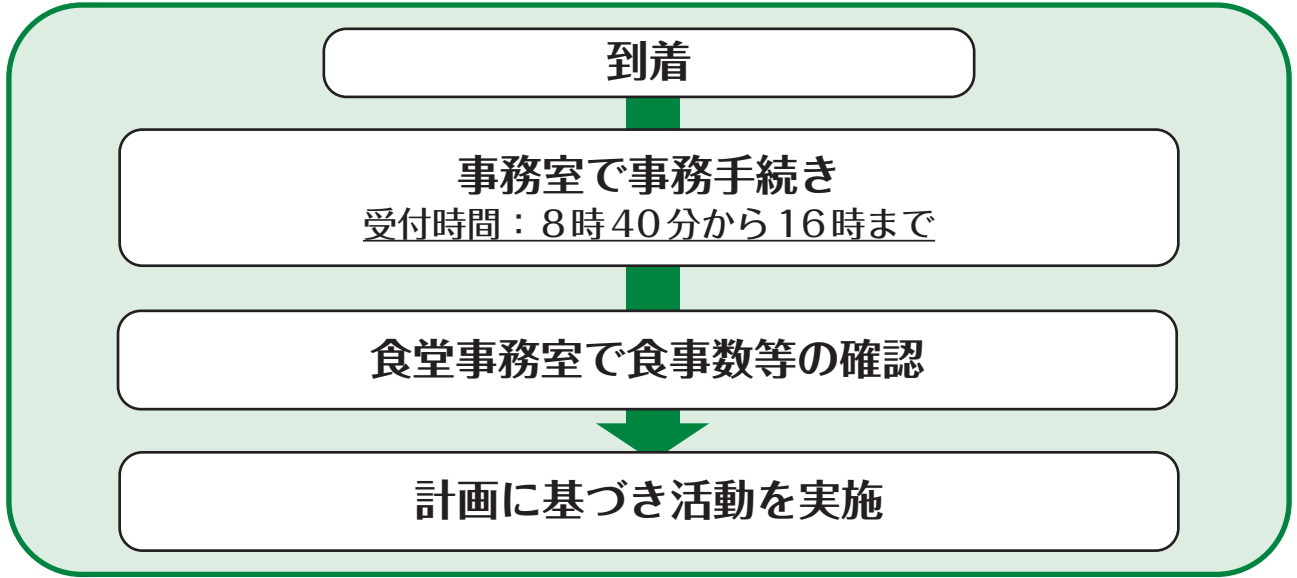 到着
事務室で事務手続き
受付時間：８時40分から16時まで
食堂事務室で食事数等の確認
計画に基づき活動を実施